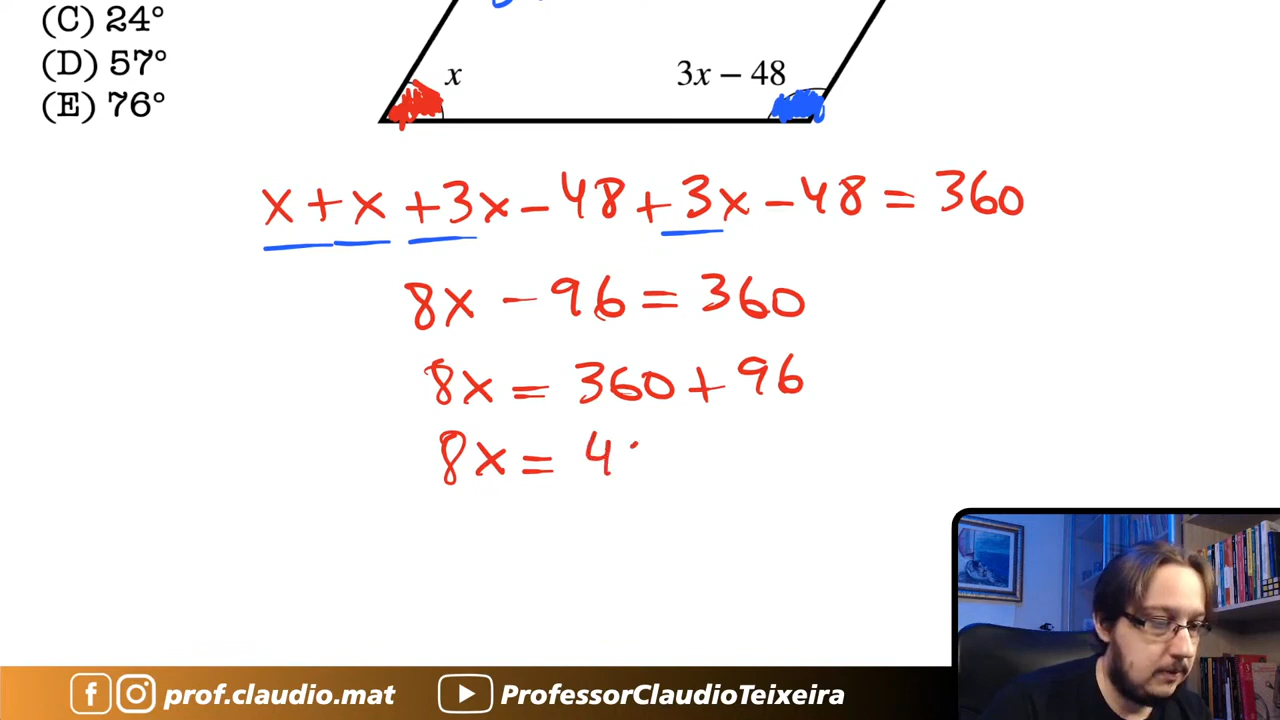 (C) 24°
(D) 57°
(E) 76°
x
3x – 48
x + x + 3x - 48 + 3x - 48 = 360
8x - 96 = 360
8x = 360 + 96
8x = 4
prof.claudio.mat
ProfessorClaudioTeixeira